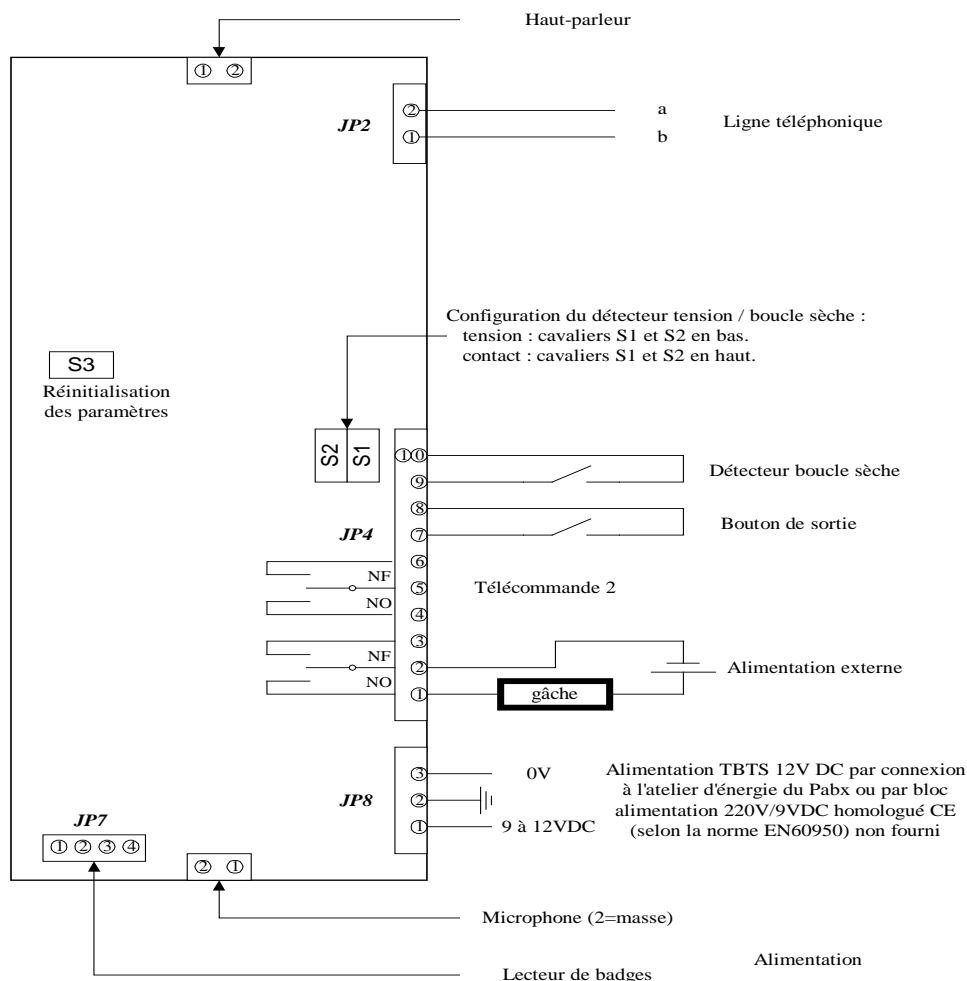 Haut-parleur
1 2
JP2
2
a
1
b
Ligne téléphonique
Configuration du détecteur tension / boucle sèche :
tension : cavaliers S1 et S2 en bas.
contact : cavaliers S1 et S2 en haut.
S3
Réinitialisation
des paramètres
S2 S1
10
9
Détecteur boucle sèche
8
7
Bouton de sortie
JP4
6
NF
5
Télécommande 2
NO
4
3
NF
2
Alimentation externe
NO
1
gâche
JP8
3
0V
2
1
9 à 12VDC
Alimentation TBTS 12V DC par connexion
à l'atelier d'énergie du Pabx ou par bloc
alimentation 220V/9VDC homologué CE
(selon la norme EN60950) non fourni
JP7
1 2 3 4
2 1
Microphone (2=masse)
Alimentation
Lecteur de badges